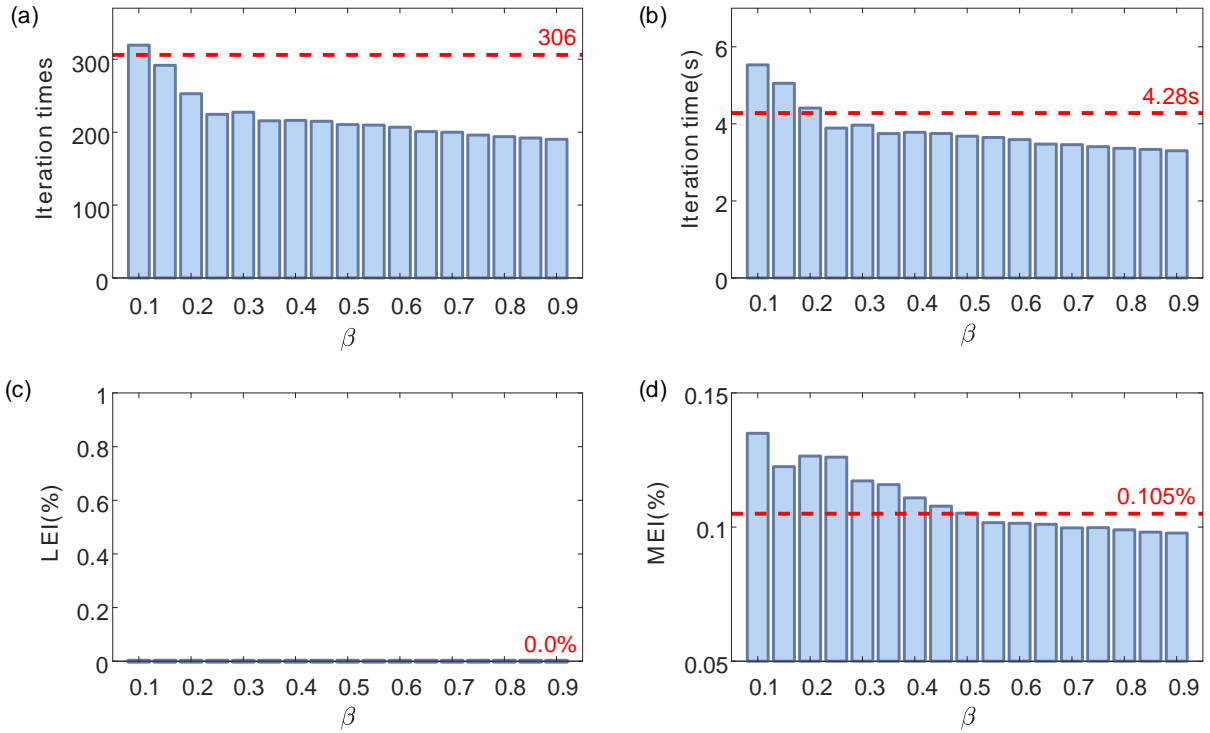 (a)
Iteration times
300
200
100
0
306
0.1 0.2 0.3 0.4 0.5 0.6 0.7 0.8 0.9
β
(b)
Iteration time(s)
6
4
2
0
4.28s
0.1 0.2 0.3 0.4 0.5 0.6 0.7 0.8 0.9
β
(c)
LEI(%)
1
0.8
0.6
0.4
0.2
0
0.0%
0.1 0.2 0.3 0.4 0.5 0.6 0.7 0.8 0.9
β
(d)
MEI(%)
0.15
0.1
0.05
0.105%
0.1 0.2 0.3 0.4 0.5 0.6 0.7 0.8 0.9
β